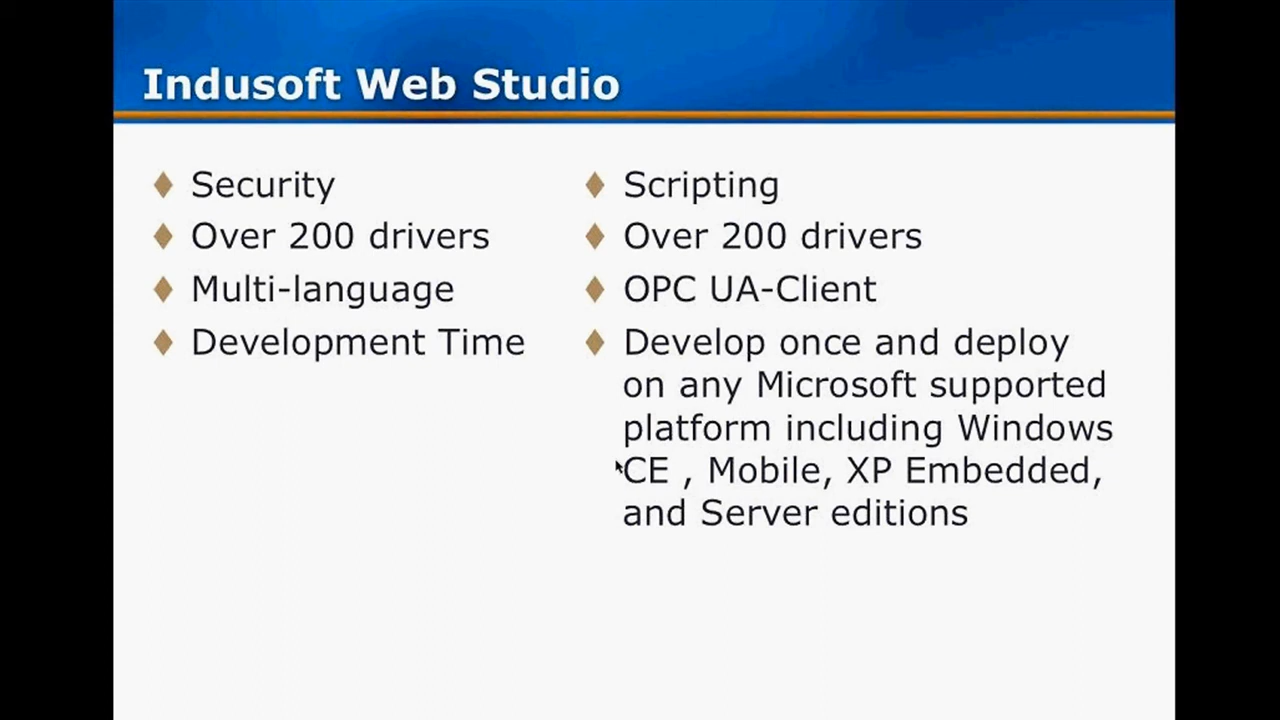 Indusoft Web Studio
Security
Over 200 drivers
Multi-language
Development Time
Scripting
Over 200 drivers
OPC UA-Client
Develop once and deploy
on any Microsoft supported
platform including Windows
CE , Mobile, XP Embedded,
and Server editions